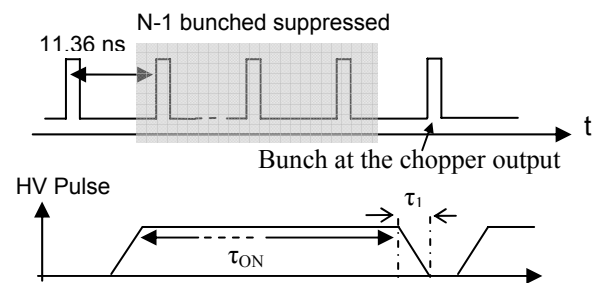 N-1 bunched suppressed
11.36 ns
t
Bunch at the chopper output
HV Pulse
τ1
τON